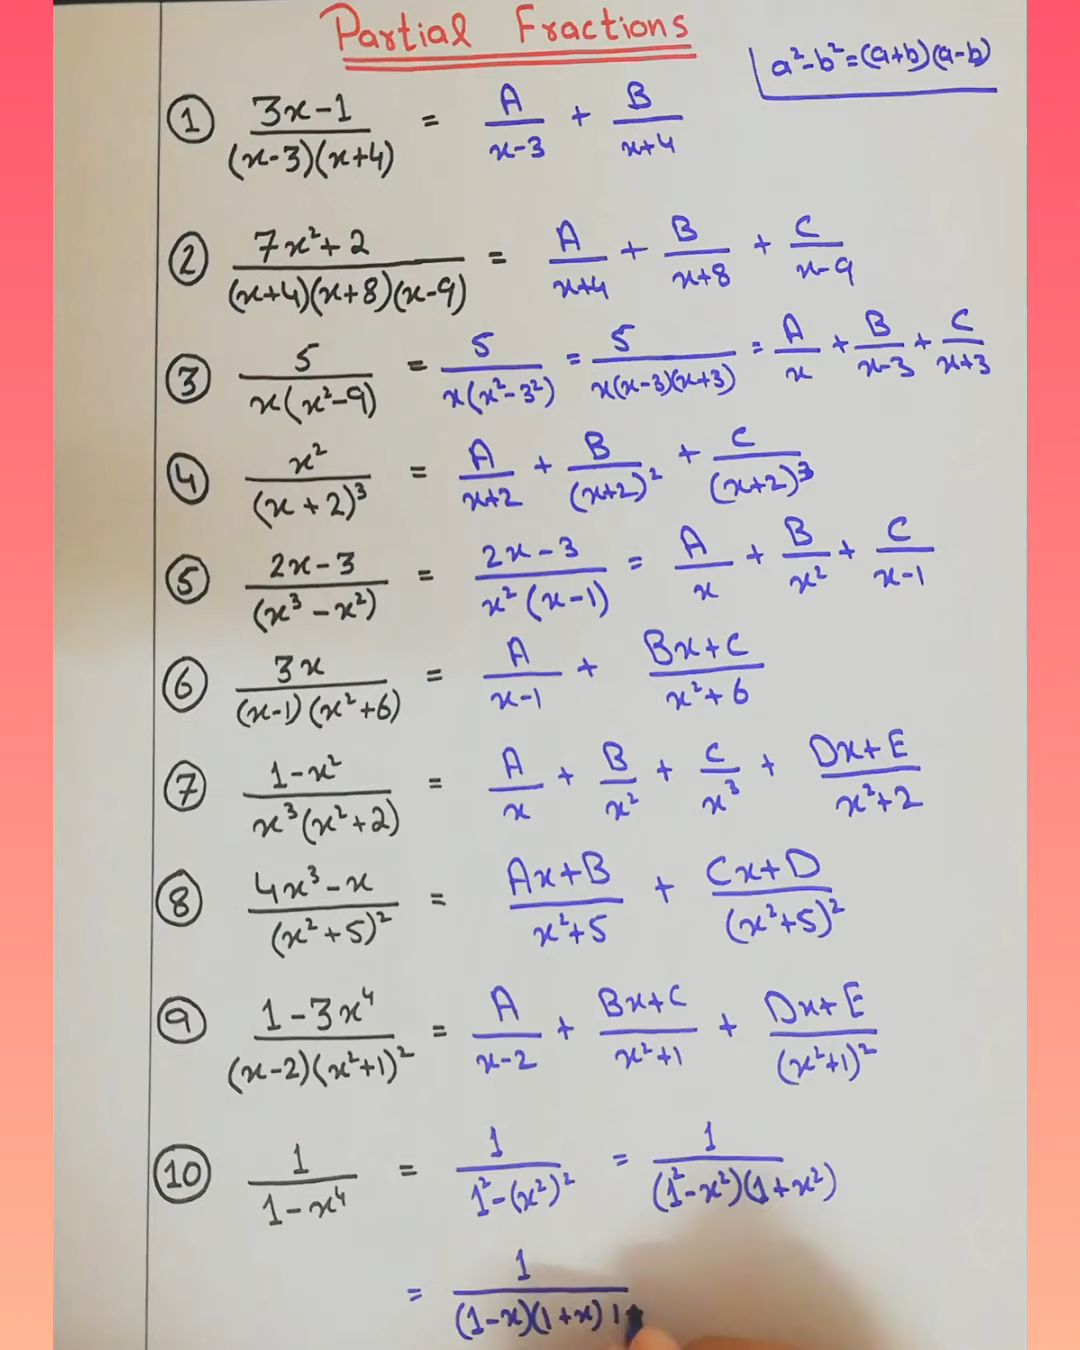 Partial Fractions
a²-b²=(a+b)(a-b)
① (3x-1)/((x-3)(x+4)) = A/(x-3) + B/(x+4)
② (7x²+2)/((x+4)(x+8)(x-9)) = A/(x+4) + B/(x+8) + C/(x-9)
③ 5/(x(x²-9)) = 5/(x(x²-3²)) = 5/(x(x-3)(x+3)) = A/x + B/(x-3) + C/(x+3)
④ x²/(x+2)³ = A/(x+2) + B/(x+2)² + C/(x+2)³
⑤ (2x-3)/(x³-x²) = (2x-3)/(x²(x-1)) = A/x + B/x² + C/(x-1)
⑥ 3x/((x-1)(x²+6)) = A/(x-1) + (Bx+C)/(x²+6)
⑦ (1-x²)/(x³(x²+2)) = A/x + B/x² + C/x³ + (Dx+E)/(x²+2)
⑧ (4x³-x)/(x²+5)² = (Ax+B)/(x²+5) + (Cx+D)/(x²+5)²
⑨ (1-3x⁴)/((x-2)(x²+1)²) = A/(x-2) + (Bx+C)/(x²+1) + (Dx+E)/(x²+1)²
⑩ 1/(1-x⁴) = 1/(1²-(x²)²) = 1/((1²-x²)(1+x²))
= 1/((1-x)(1+x)